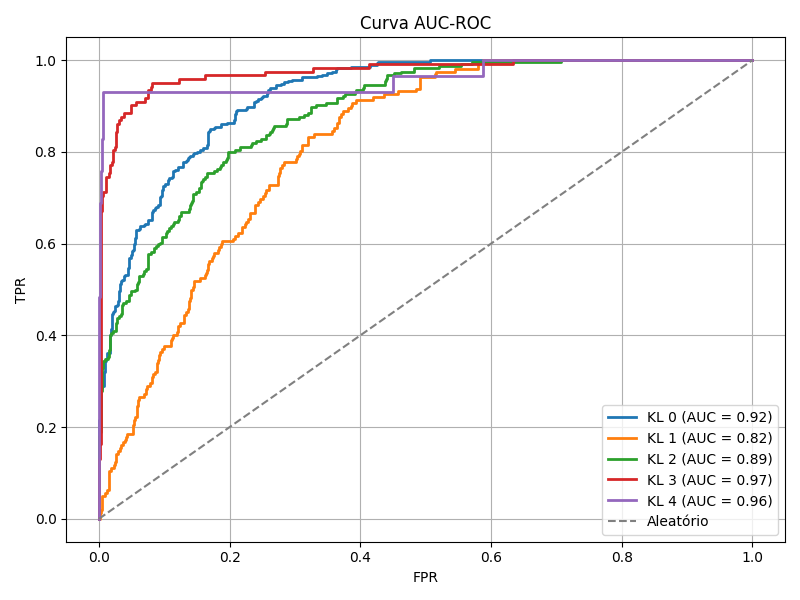 Curva AUC-ROC
1.0
0.8
0.6
0.4
0.2
0.0
TPR
0.0 0.2 0.4 0.6 0.8 1.0
FPR
KL 0 (AUC = 0.92)
KL 1 (AUC = 0.82)
KL 2 (AUC = 0.89)
KL 3 (AUC = 0.97)
KL 4 (AUC = 0.96)
Aleatório